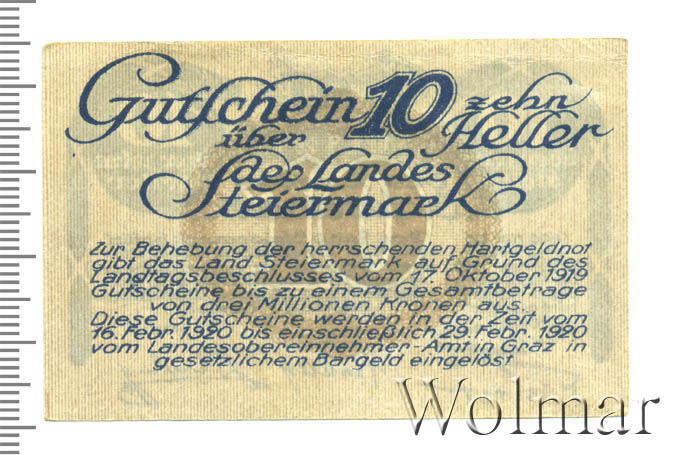 Gutschein 10 zehn
über Heller
des Landes
Steiermark
Zur Behebung der herrschenden Hartgeldnot
gibt das Land Steiermark auf Grund des
Landtagsbeschlusses vom 17. Oktober 1919
Gutscheine bis zu einem Gesamtbetrage
von drei Millionen Kronen aus.
Diese Gutscheine werden in der Zeit vom
16. Febr. 1920 bis einschließlich 29. Febr. 1920
vom Landesobereinnehmer-Amt in Graz in
gesetzlichem Bargeld eingelöst
10
Wolmar